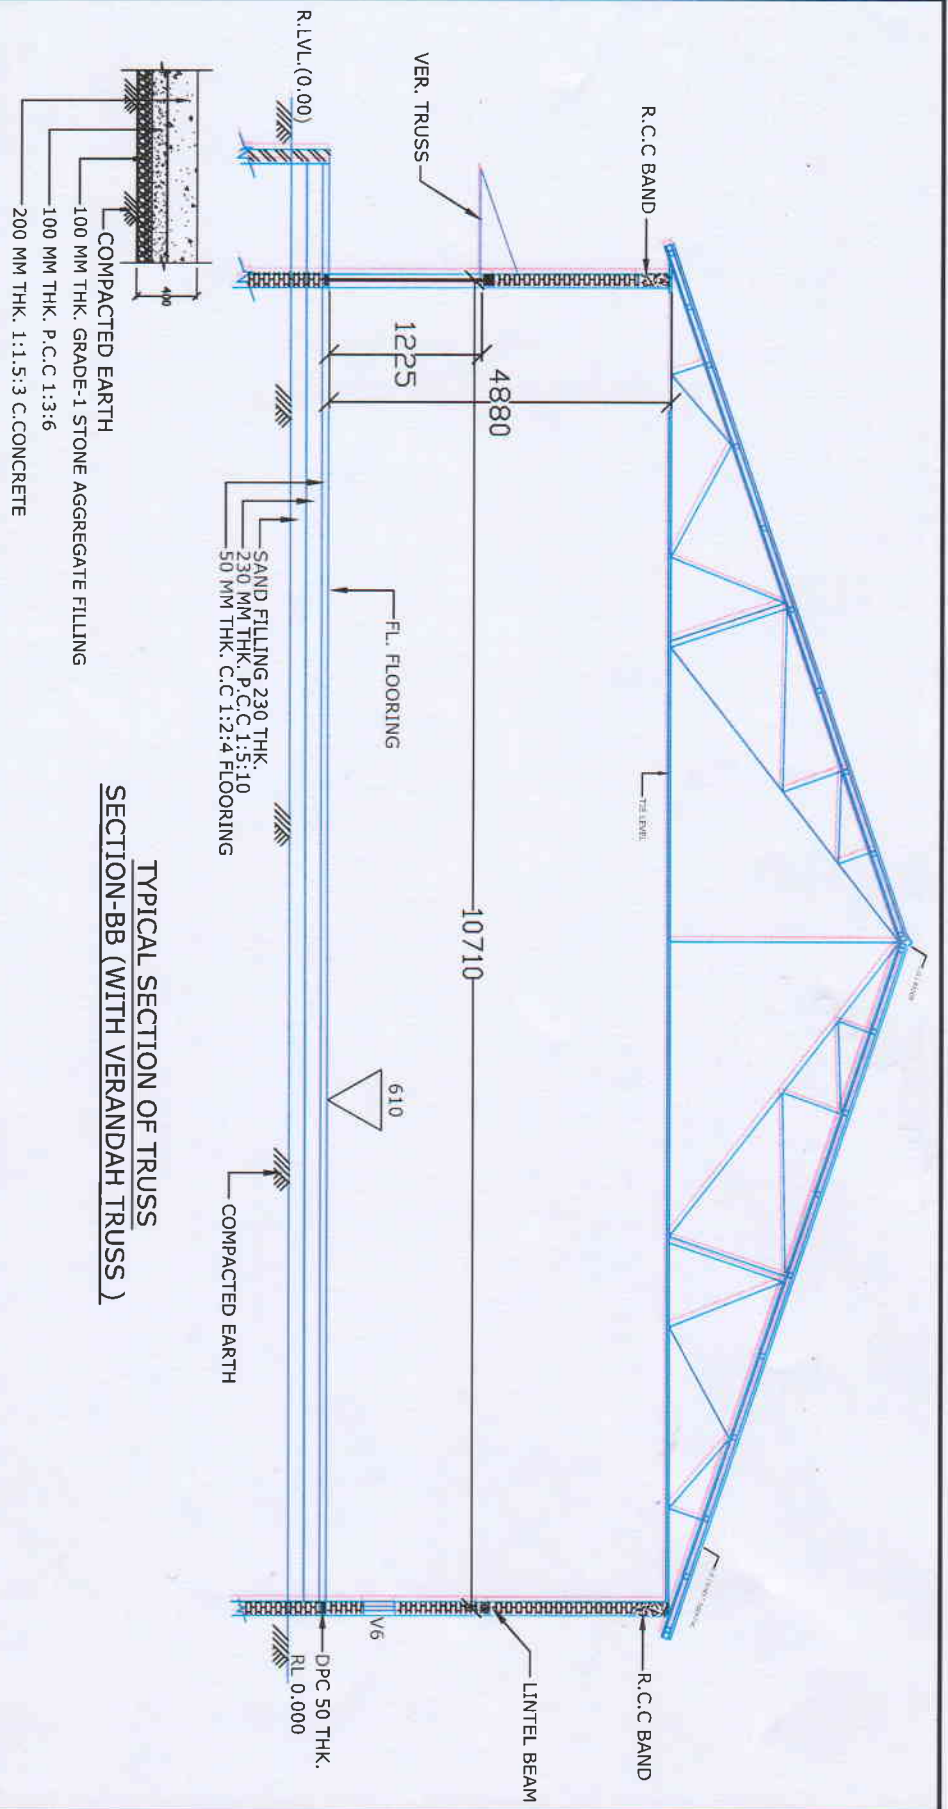 R.C.C BAND
VER. TRUSS
R.LVL.(0.00)
4880
1225
10710
TIE LEVEL
FL. FLOORING
SAND FILLING 230 THK.
230 MM THK. P.C.C 1:5:10
50 MM THK. C.C 1:2:4 FLOORING
610
COMPACTED EARTH
R.C.C BAND
LINTEL BEAM
V6
DPC 50 THK.
RL 0.000
400
COMPACTED EARTH
100 MM THK. GRADE-1 STONE AGGREGATE FILLING
100 MM THK. P.C.C 1:3:6
200 MM THK. 1:1.5:3 C.CONCRETE
TYPICAL SECTION OF TRUSS
SECTION-BB (WITH VERANDAH TRUSS )